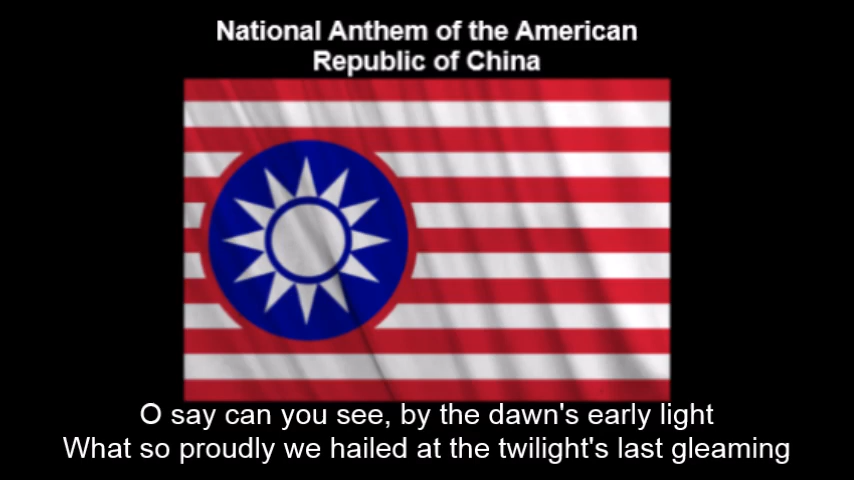 National Anthem of the American
Republic of China
O say can you see, by the dawn's early light
What so proudly we hailed at the twilight's last gleaming